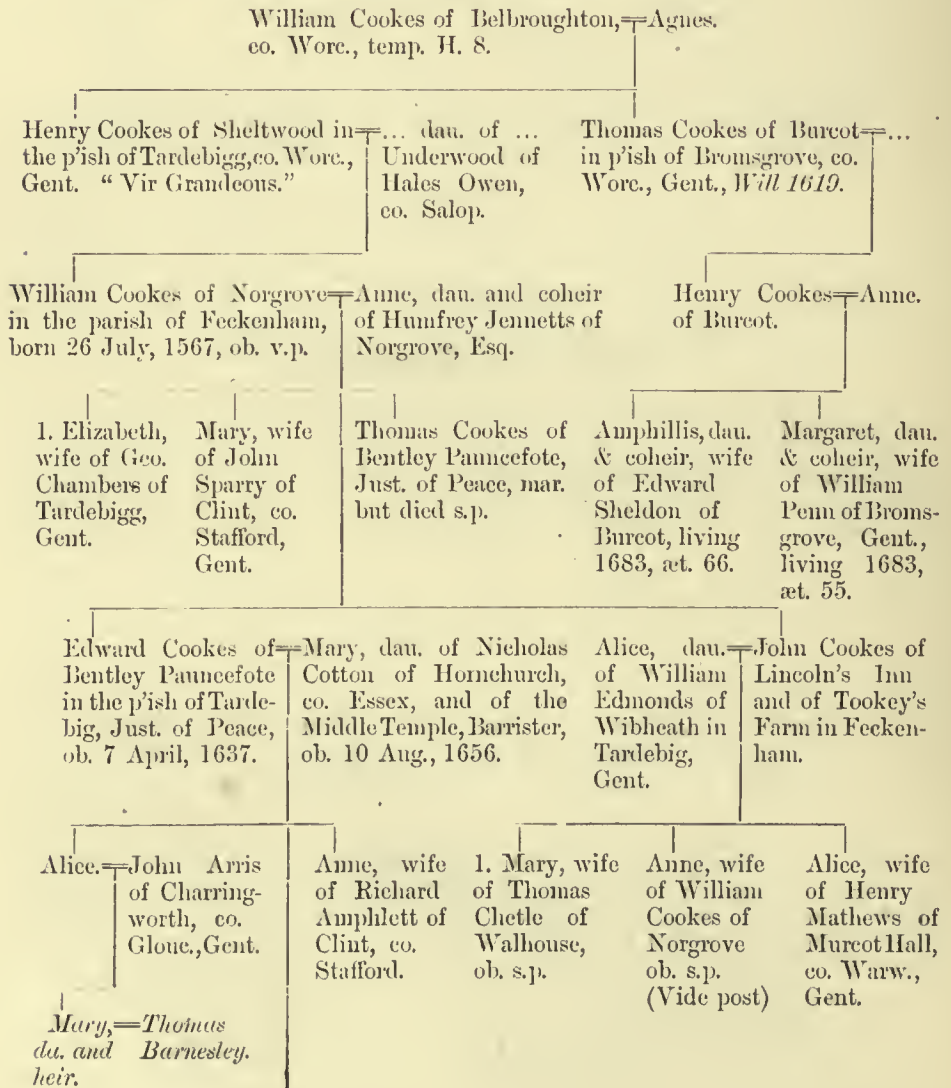 William Cookes of Belbroughton, Agnes.
co. Worc., temp. H. 8.
Henry Cookes of Sheltwood in
the p'ish of Tardebigg, co. Worc.,
Gent. "Vir Grandeous."
... dau. of ...
Underwood of
Hales Owen,
co. Salop.
Thomas Cookes of Burcot ...
in p'ish of Bromsgrove, co.
Worc., Gent., Will 1619.
William Cookes of Norgrove
in the parish of Feckenham,
born 26 July, 1567, ob. v.p.
Anne, dau. and coheir
of Humfrey Jennetts of
Norgrove, Esq.
Henry Cookes
of Burcot.
Anne.
1. Elizabeth,
wife of Geo.
Chambers of
Tardebigg,
Gent.
Mary, wife
of John
Sparry of
Clint, co.
Stafford,
Gent.
Thomas Cookes of
Bentley Pauncefote,
Just. of Peace, mar.
but died s.p.
Amphillis, dau.
& coheir, wife
of Edward
Sheldon of
Burcot, living
1683, æt. 66.
Margaret, dau.
& coheir, wife
of William
Penn of Broms-
grove, Gent.,
living 1683,
æt. 55.
Edward Cookes of
Bentley Pauncefote
in the p'ish of Tarde-
big, Just. of Peace,
ob. 7 April, 1637.
Mary, dau. of Nicholas
Cotton of Hornchurch,
co. Essex, and of the
Middle Temple, Barrister,
ob. 10 Aug., 1656.
Alice, dau.
of William
Edmonds of
Wibheath in
Tardebig,
Gent.
John Cookes of
Lincoln's Inn
and of Tookey's
Farm in Fecken-
ham.
Alice.
John Arris
of Charring-
worth, co.
Glouc., Gent.
Anne, wife
of Richard
Amphlett of
Clint, co.
Stafford.
1. Mary, wife
of Thomas
Chetle of
Walhouse,
ob. s.p.
Anne, wife
of William
Cookes of
Norgrove
ob. s.p.
(Vide post)
Alice, wife
of Henry
Mathews of
Murcot Hall,
co. Warw.,
Gent.
Mary,
da. and
heir.
Thomas
Barnesley.